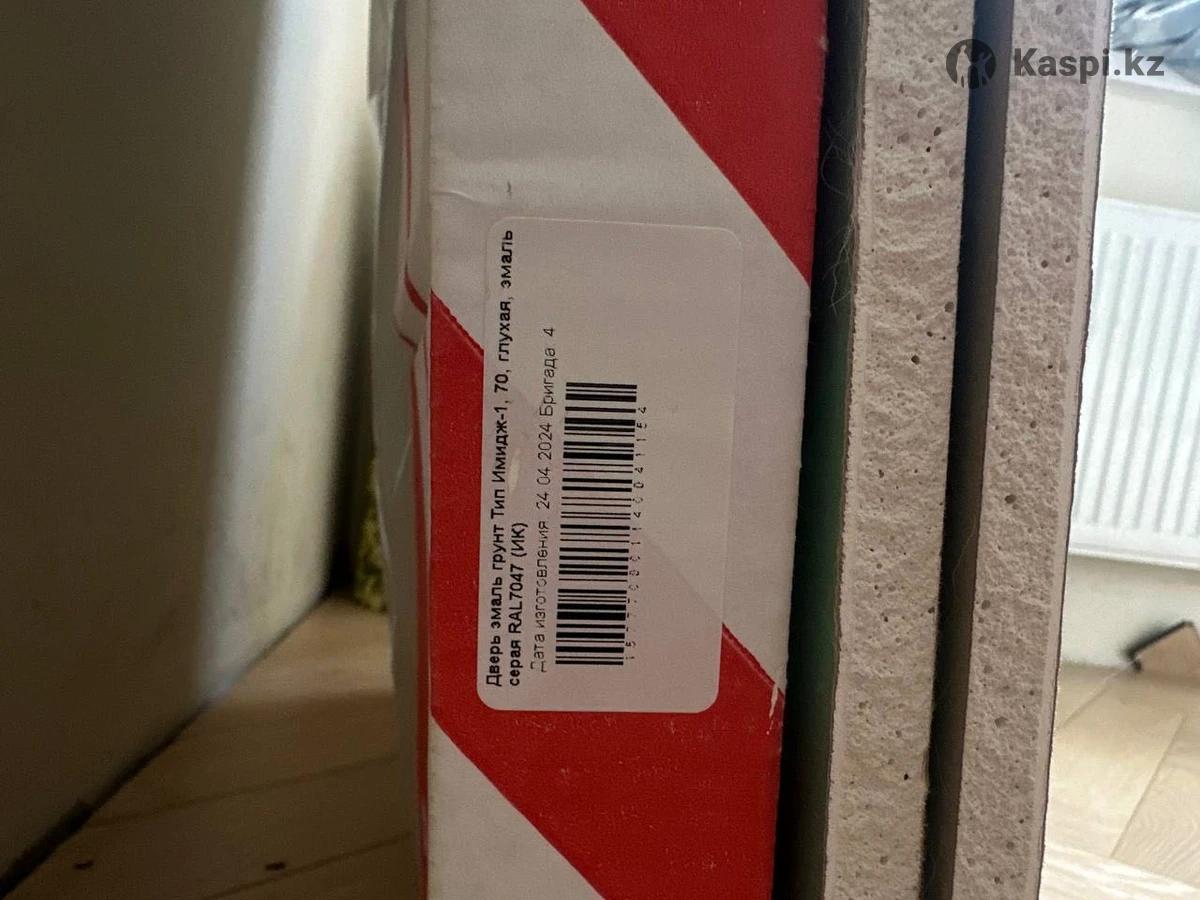 Kaspi.kz
Дверь эмаль грунт Тип Имидж-1, 70, глухая, эмаль
серая RAL7047 (ИК)
Дата изготовления: 24 04 2024 Бригада: 4